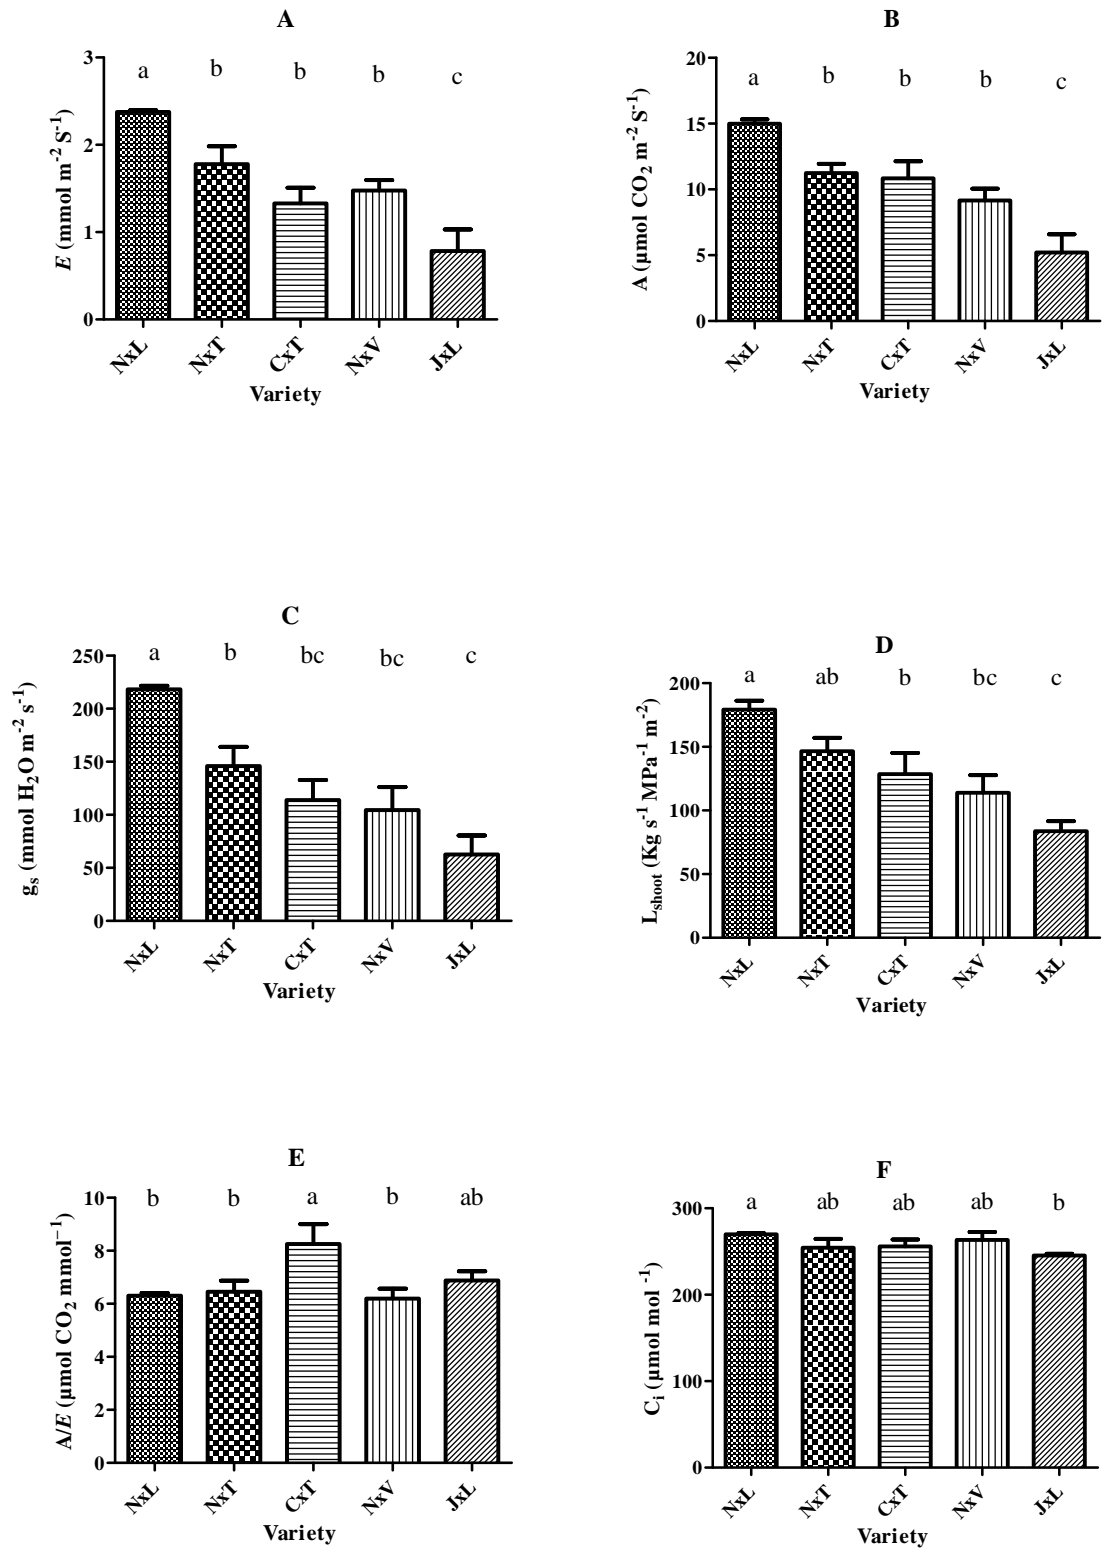 A
a b b b c
E (mmol m-2 S-1)
3
2
1
0
NxL NxT CxT NxV JxL
Variety
B
a b b b c
A (µmol CO2 m-2 S-1)
20
15
10
5
0
NxL NxT CxT NxV JxL
Variety
C
a b bc bc c
gs (mmol H2O m-2 s-1)
250
200
150
100
50
0
NxL NxT CxT NxV JxL
Variety
D
a ab b bc c
Lshoot (Kg s-1 MPa-1 m-2)
200
150
100
50
0
NxL NxT CxT NxV JxL
Variety
E
b b a b ab
A/E (µmol CO2 mmol−1)
10
8
6
4
2
0
NxL NxT CxT NxV JxL
Variety
F
a ab ab ab b
Ci (µmol mol -1)
300
200
100
0
NxL NxT CxT NxV JxL
Variety